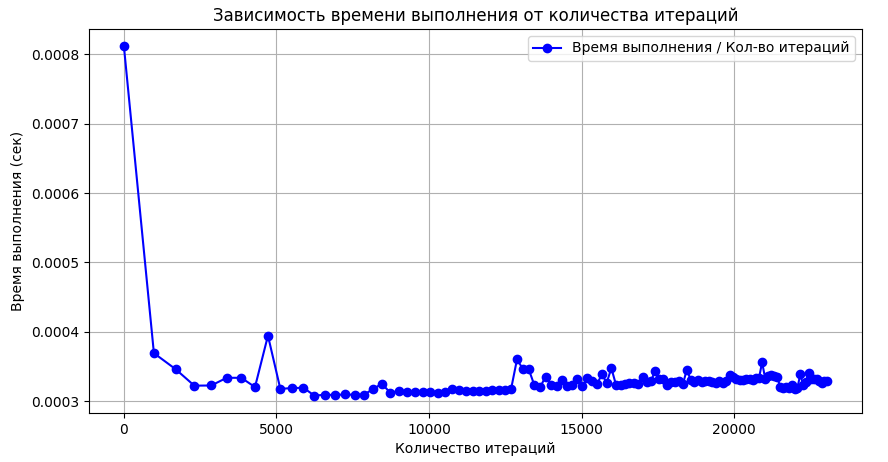 Зависимость времени выполнения от количества итераций
Время выполнения / Кол-во итераций
Время выполнения (сек)
0.0008
0.0007
0.0006
0.0005
0.0004
0.0003
0
5000
10000
15000
20000
Количество итераций